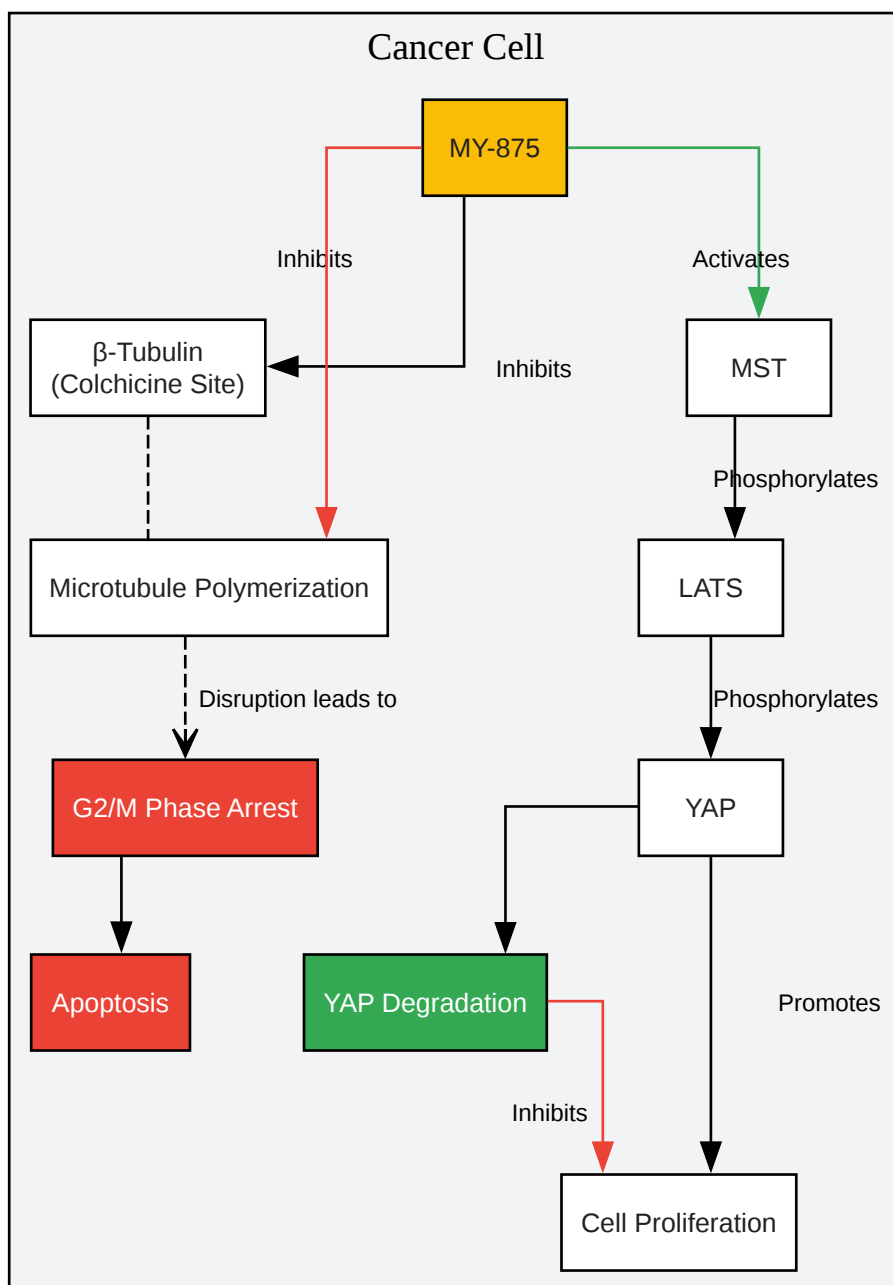 Cancer Cell
MY-875
Inhibits
Activates
β-Tubulin
(Colchicine Site)
Inhibits
MST
Phosphorylates
Microtubule Polymerization
LATS
Disruption leads to
Phosphorylates
G2/M Phase Arrest
YAP
Apoptosis
YAP Degradation
Promotes
Inhibits
Cell Proliferation